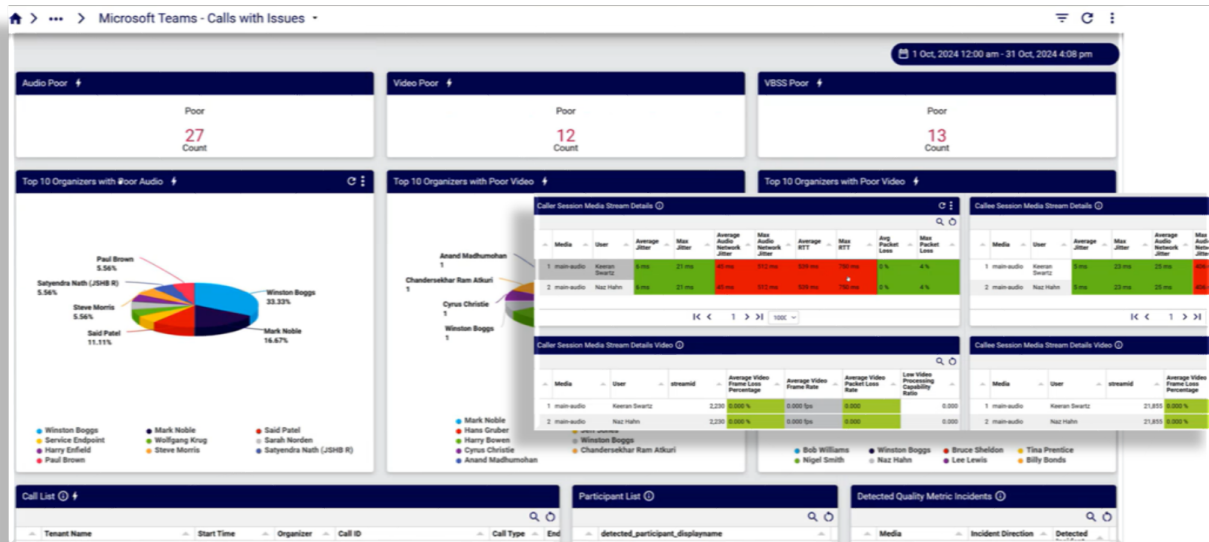 Microsoft Teams - Calls with Issues
1 Oct, 2024 12:00 am - 31 Oct, 2024 4:08 pm
Audio Poor
Video Poor
VBSS Poor
Poor
27
Count
Poor
12
Count
Poor
13
Count
Top 10 Organizers with Poor Audio
Top 10 Organizers with Poor Video
Top 10 Organizers with Poor Video
Paul Brown
5.56%
Satyendra Nath (JSHB R)
5.56%
Steve Morris
5.56%
Said Patel
11.11%
Winston Boggs
33.33%
Mark Noble
16.67%
Winston Boggs
Mark Noble
Said Patel
Service Endpoint
Wolfgang Krug
Sarah Norden
Harry Enfield
Steve Morris
Satyendra Nath (JSHB R)
Paul Brown
Anand Madhumohan
1
Chandersekhar Ram Atkuri
1
Cyrus Christie
1
Winston Boggs
1
Mark Noble
Hans Gruber
Harry Bowen
Winston Boggs
Cyrus Christie
Chandersekhar Ram Atkuri
Anand Madhumohan
Bob Williams
Winston Boggs
Bruce Sheldon
Tina Prentice
Nigel Smith
Naz Hahn
Lee Lewis
Billy Bonds
Caller Session Media Stream Details
Media User Average Jitter Max Jitter Average Audio Network Jitter Max Audio Network Jitter Average RTT Max RTT Avg Packet Loss Max Packet Loss
1 main-audio Keeran Swartz 6 ms 21 ms 45 ms 512 ms 509 ms 750 ms 0 % 4 %
2 main-audio Naz Hahn 6 ms 21 ms 45 ms 512 ms 509 ms 750 ms 0 % 4 %
1
Callee Session Media Stream Details
Media User Average Jitter Max Jitter Average Audio Network Jitter Max
1 main-audio Keeran Swartz 5 ms 23 ms 25 ms
2 main-audio Naz Hahn 5 ms 23 ms 25 ms
1
Caller Session Media Stream Details Video
Media User streamid Average Video Frame Loss Percentage Average Video Frame Rate Average Video Packet Loss Rate Low Video Processing Capability Ratio
1 main-audio Keeran Swartz 2,230 0.000 % 0.000 fps 0.000 0.000
2 main-audio Naz Hahn 2,230 0.000 % 0.000 fps 0.000 0.000
Callee Session Media Stream Details Video
Media User streamid Average Video Frame Loss Percentage
1 main-audio Keeran Swartz 21,855 0.000 %
2 main-audio Naz Hahn 21,855 0.000 %
Call List
Tenant Name Start Time Organizer Call ID Call Type End
Participant List
detected_participant_displayname
Detected Quality Metric Incidents
Media Incident Direction Detected